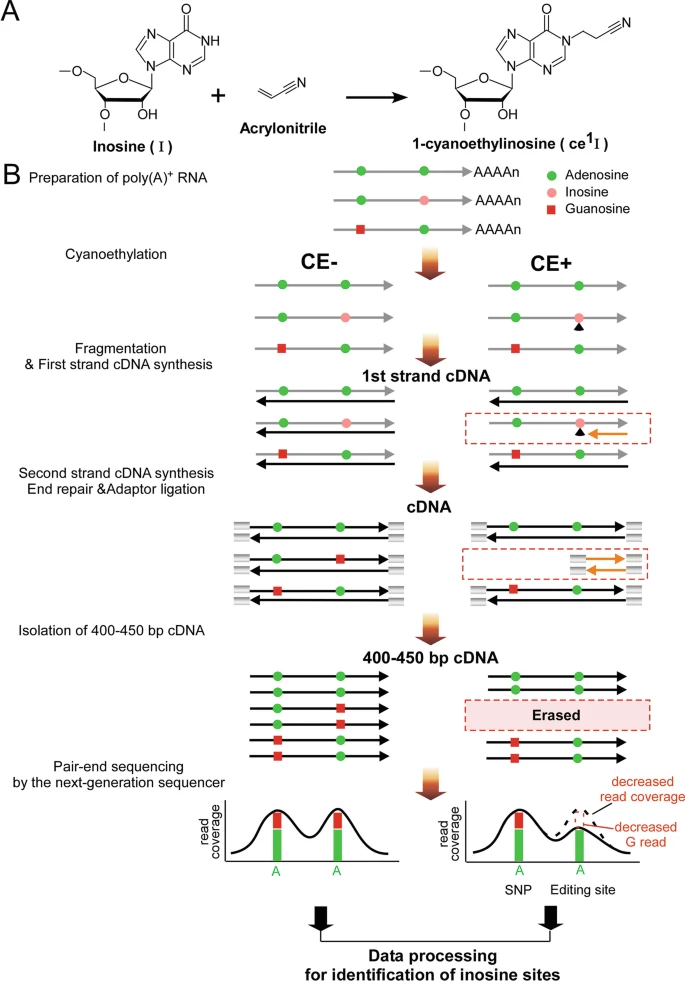 A
O
N
NH
N
N
O
O
O
OH
Inosine ( I )
+
N
Acrylonitrile
O
N
N
N
N
N
O
O
O
OH
1-cyanoethylinosine ( ce1I )
B
Preparation of poly(A)+ RNA
AAAAn
AAAAn
AAAAn
Adenosine
Inosine
Guanosine
Cyanoethylation
CE-
CE+
Fragmentation
& First strand cDNA synthesis
1st strand cDNA
Second strand cDNA synthesis
End repair &Adaptor ligation
cDNA
Isolation of 400-450 bp cDNA
400-450 bp cDNA
Erased
Pair-end sequencing
by the next-generation sequencer
read
coverage
A
A
read
coverage
decreased
read coverage
decreased
G read
A
A
SNP
Editing site
Data processing
for identification of inosine sites